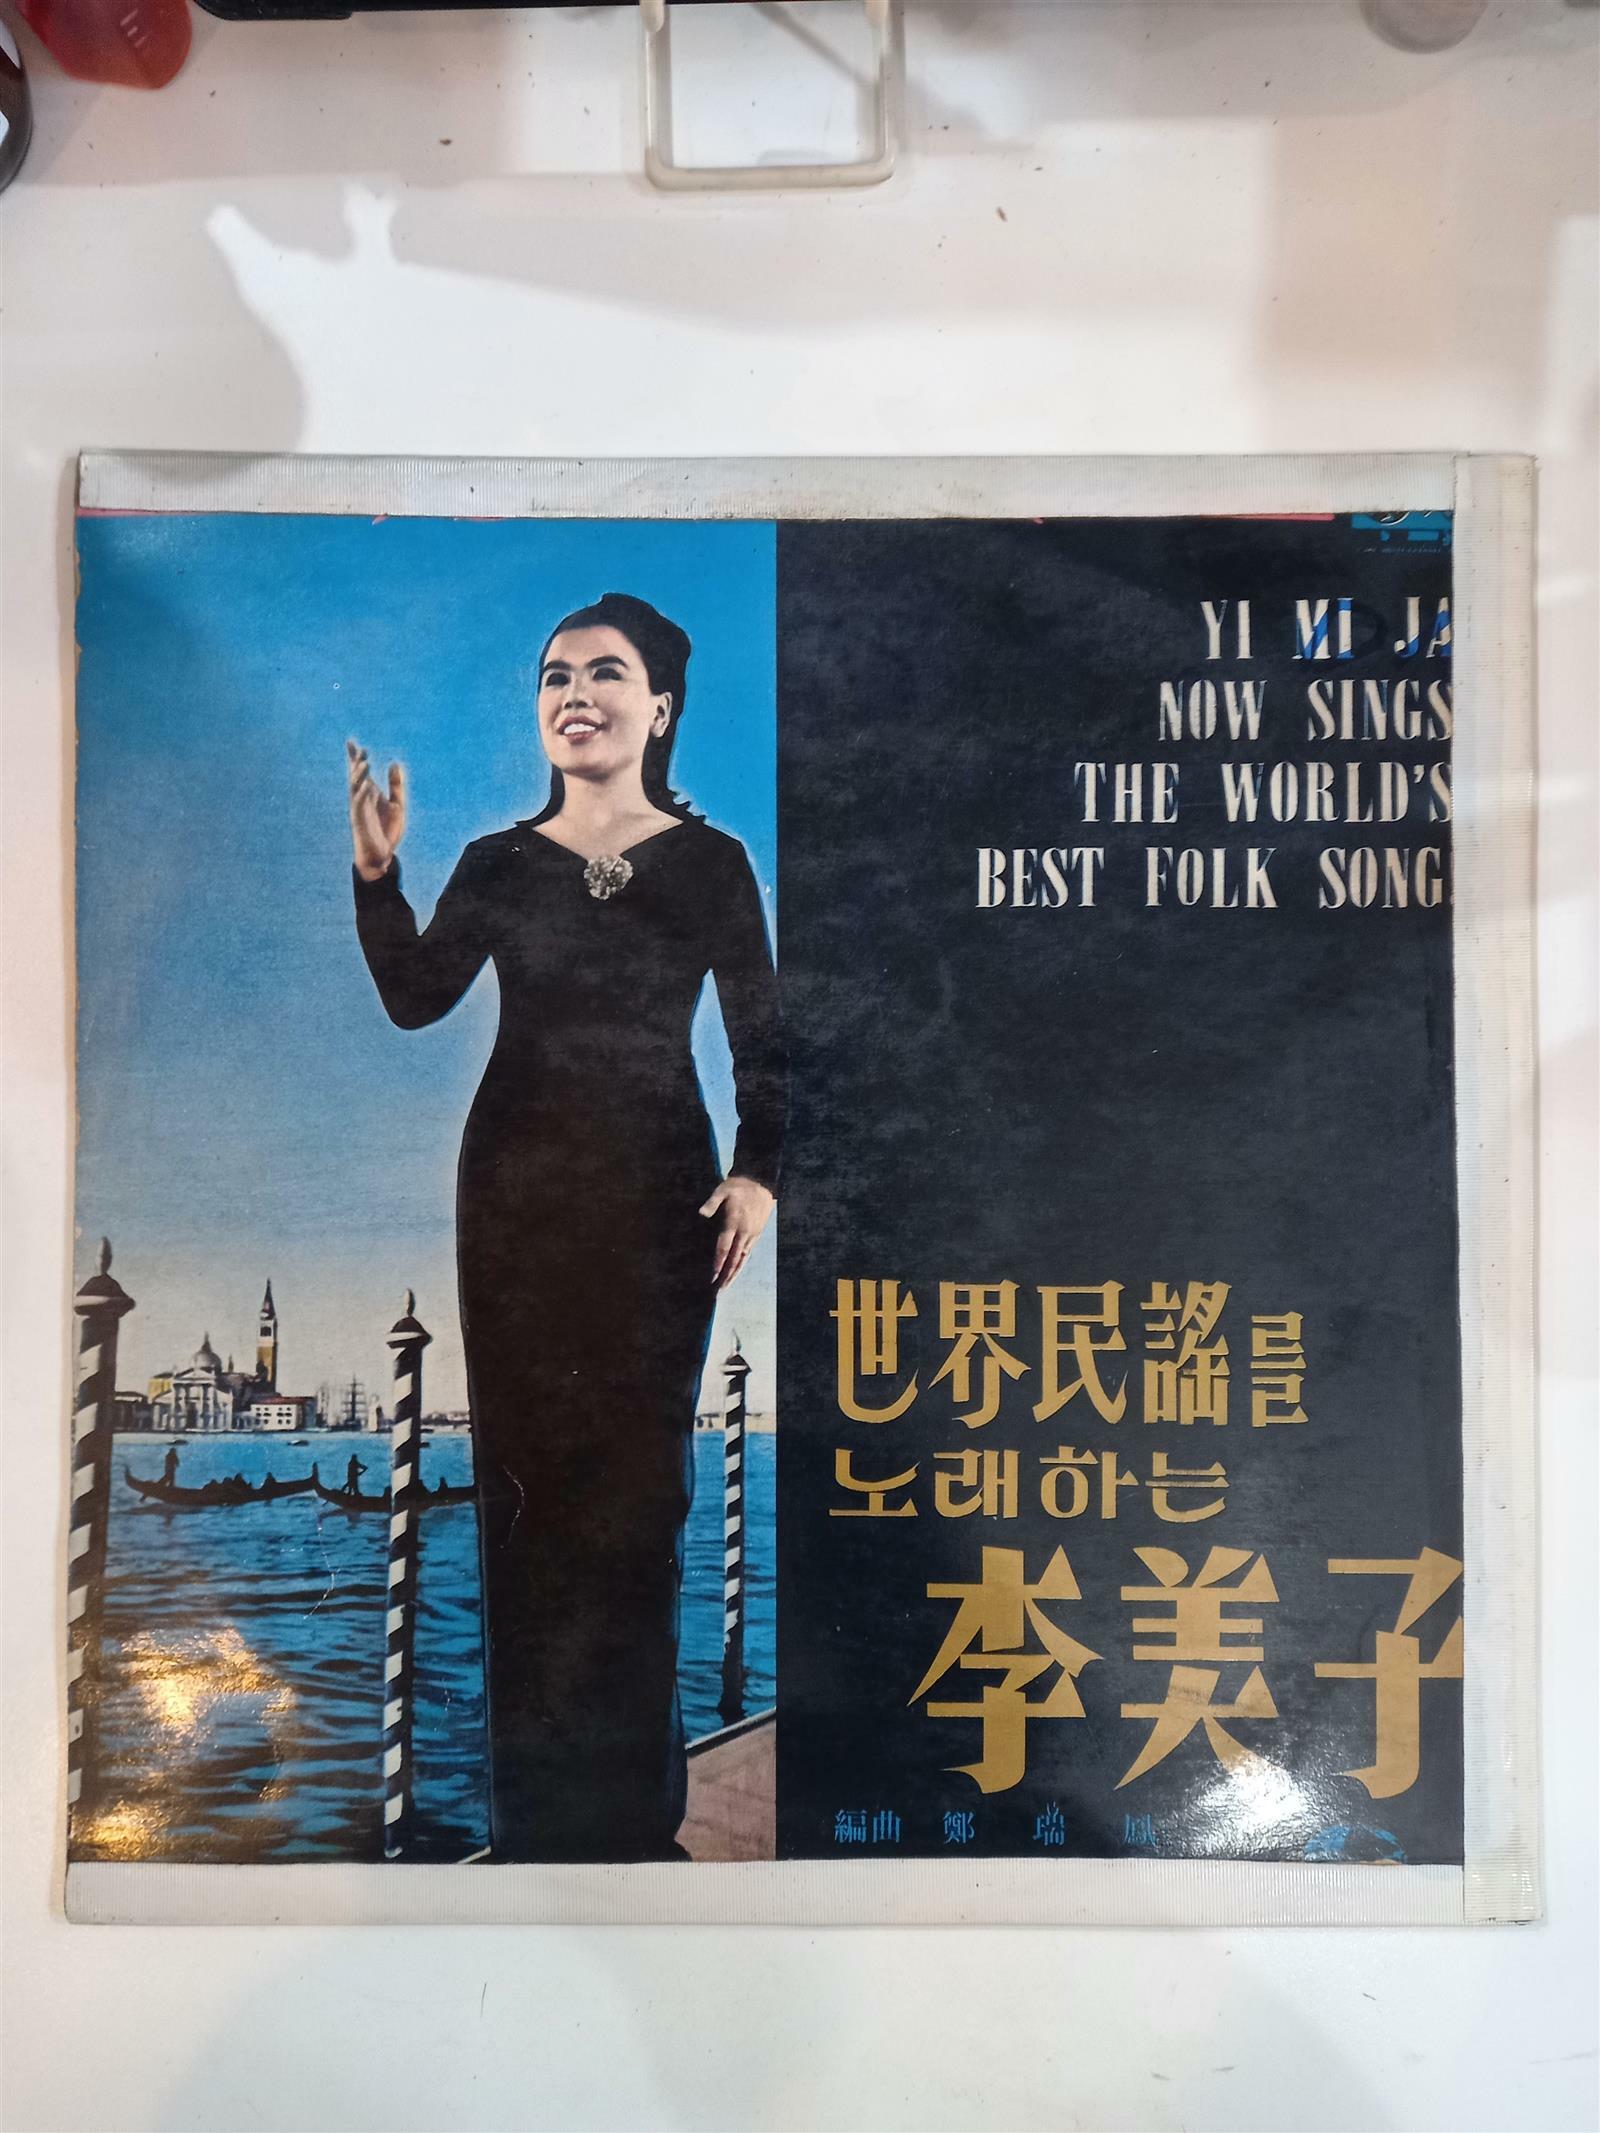 YI MI JA
NOW SINGS
THE WORLD'S
BEST FOLK SONG
世界民謠를
노래하는
李美子
編曲 鄭瑞鳳